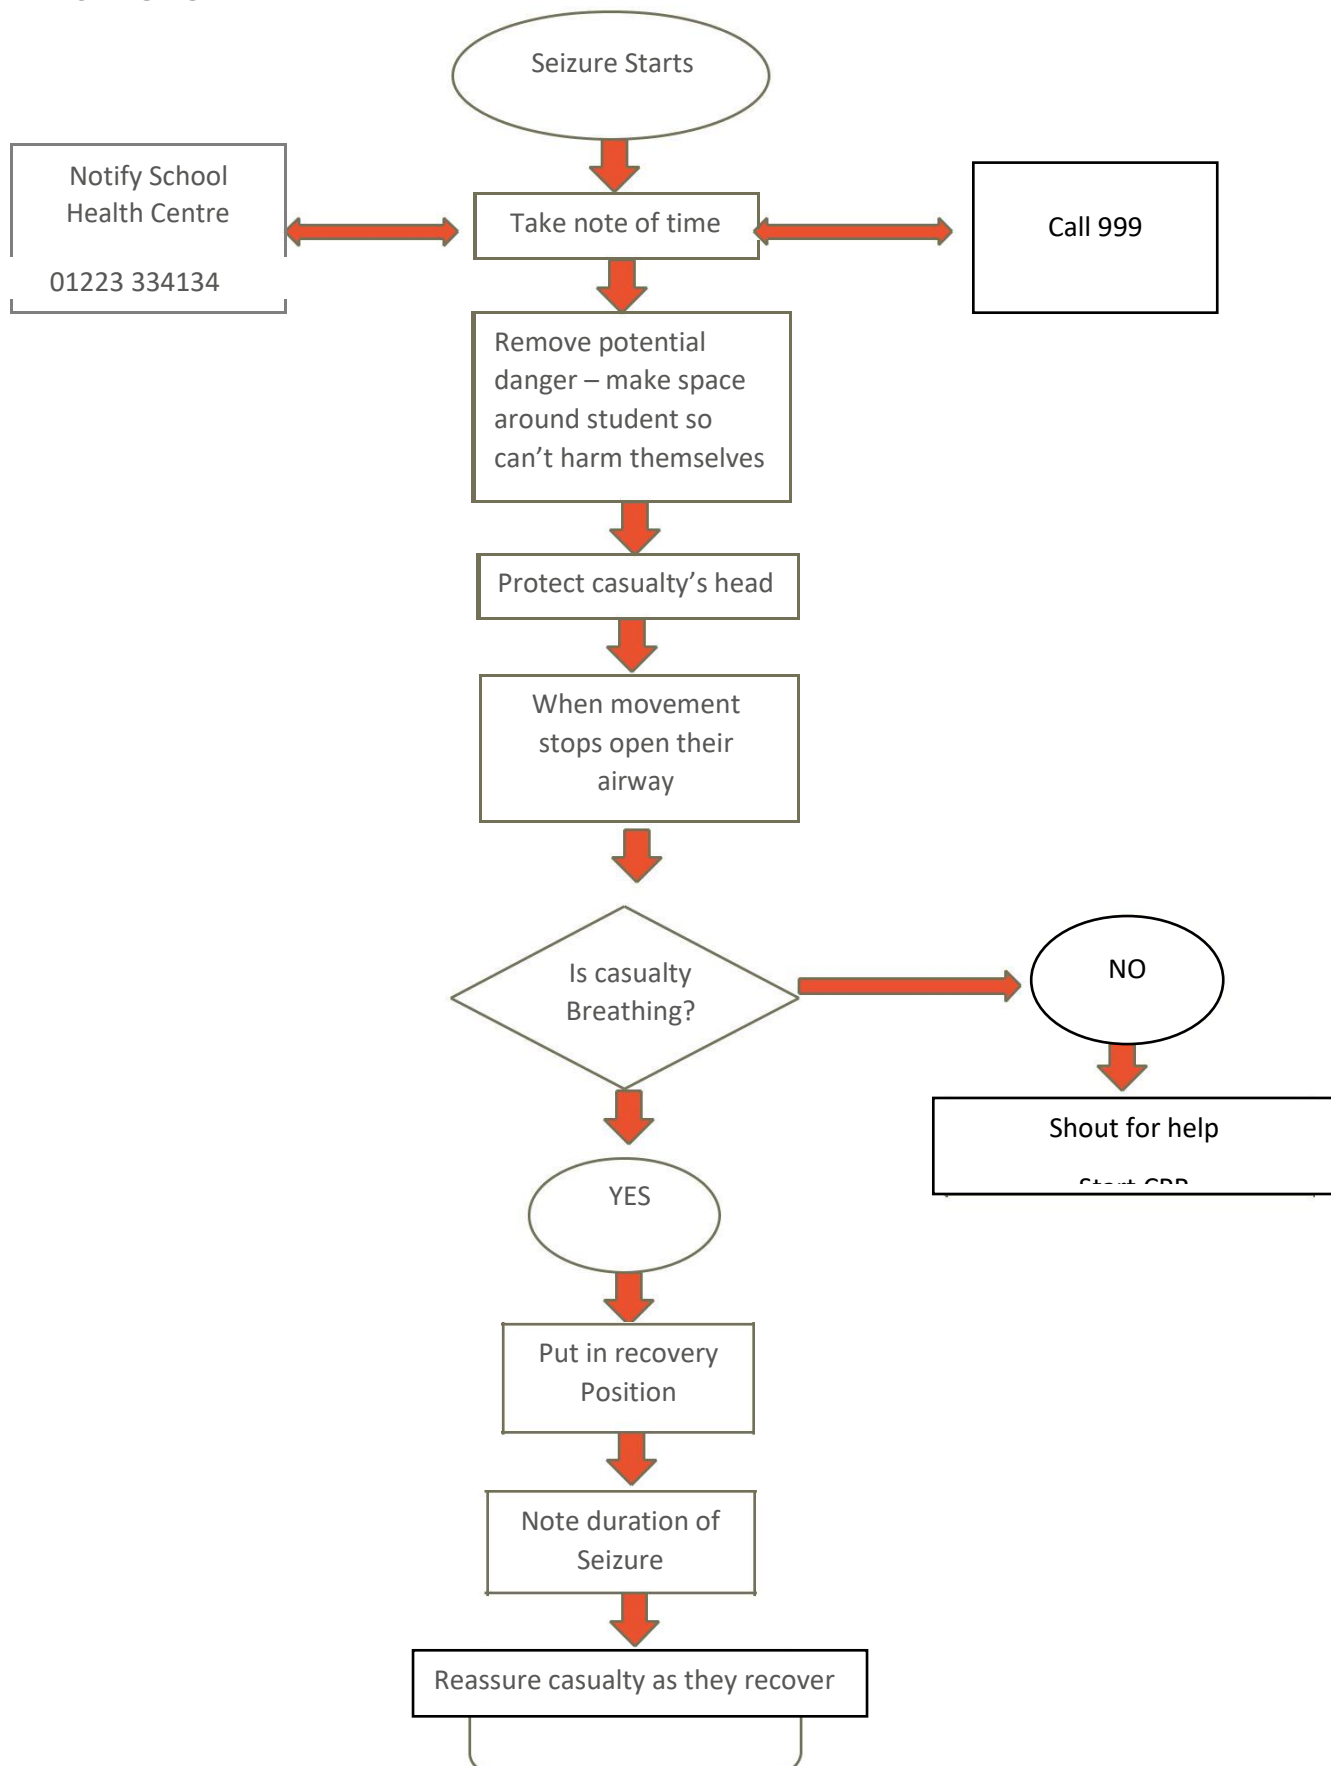 Seizure Starts
Notify School
Health Centre
01223 334134
Take note of time
Call 999
Remove potential
danger – make space
around student so
can't harm themselves
Protect casualty's head
When movement
stops open their
airway
Is casualty
Breathing?
NO
Shout for help
YES
Put in recovery
Position
Note duration of
Seizure
Reassure casualty as they recover